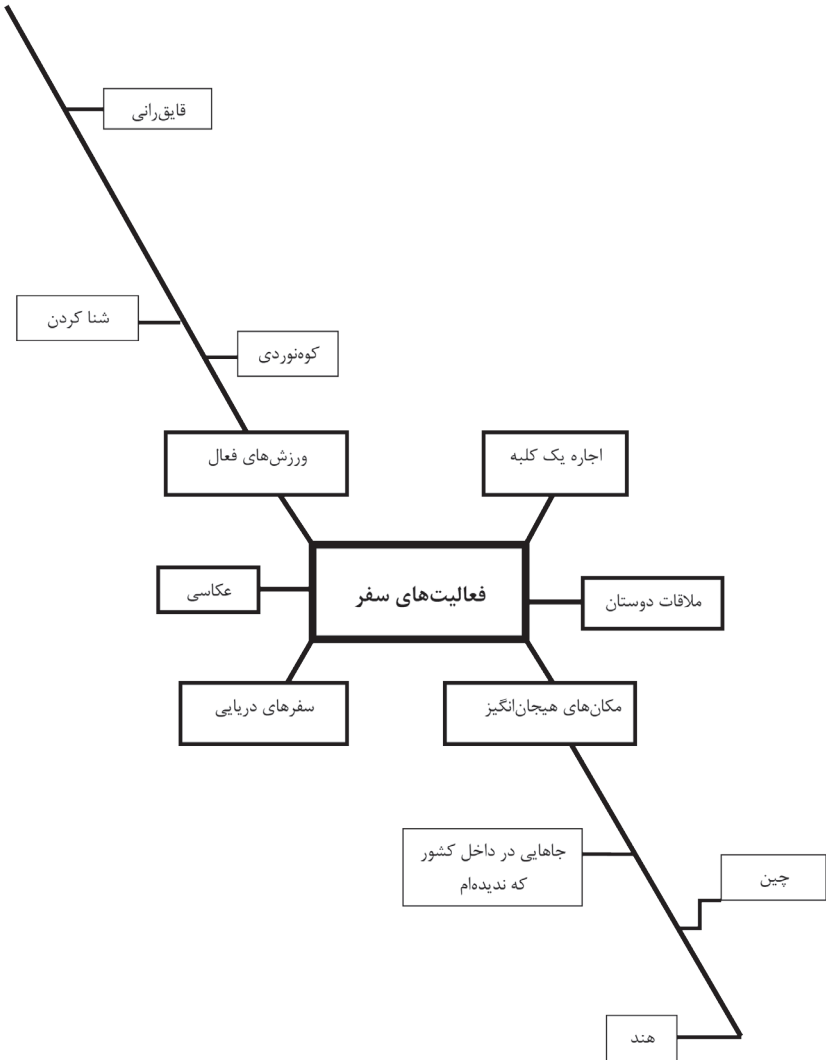 قایق‌رانی
شنا کردن
کوه‌نوردی
اجاره یک کلبه
ورزش‌های فعال
فعالیت‌های سفر
ملاقات دوستان
عکاسی
مکان‌های هیجان‌انگیز
سفرهای دریایی
جاهایی در داخل کشور
که ندیده‌ام
چین
هند